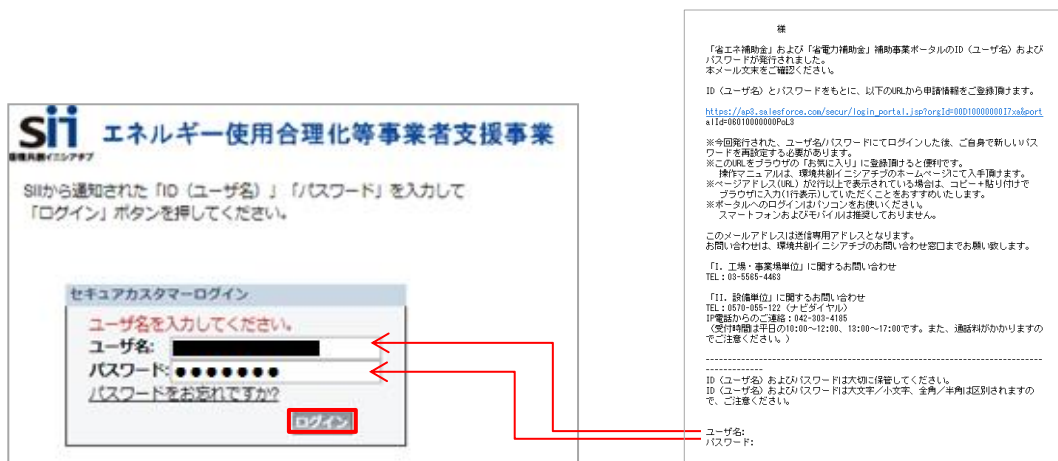 Sii エネルギー使用合理化等事業者支援事業
環境共創イニシアチブ
SIIから通知された「ID（ユーザ名）」「パスワード」を入力して
「ログイン」ボタンを押してください。
セキュアカスタマーログイン
ユーザ名を入力してください。
ユーザ名:
パスワード:●●●●●●●
パスワードをお忘れですか?
ログイン
様
「省エネ補助金」および「省電力補助金」補助事業ポータルのID（ユーザ名）および
パスワードが発行されました。
本メール文末をご確認ください。
ID（ユーザ名）とパスワードをもとに、以下のURLから申請情報をご登録頂けます。
https://ap3.salesforce.com/secur/login_portal.jsp?orgId=00D10000000I7xa&port
alId=06010000000PoL3
※今回発行された、ユーザ名/パスワードにてログインした後、ご自身で新しいパス
ワードを再設定する必要があります。
※このURLをブラウザの「お気に入り」に登録頂けると便利です。
操作マニュアルは、環境共創イニシアチブのホームページにて入手頂けます。
※ページアドレス(URL) が2行以上で表示されている場合は、コピー+貼り付けで
ブラウザに入力(1行表示)していただくことをおすすめいたします。
※ポータルへのログインはパソコンをお使いください。
スマートフォンおよびモバイルは推奨しておりません。
このメールアドレスは送信専用アドレスとなります。
お問い合わせは、環境共創イニシアチブのお問い合わせ窓口までお願い致します。
「I. 工場・事業場単位」に関するお問い合わせ
TEL：03-5565-4463
「II. 設備単位」に関するお問い合わせ
TEL：0570-055-122（ナビダイヤル）
IP電話からのご連絡：042-303-4185
（受付時間は平日の10:00～12:00、13:00～17:00です。また、通話料がかかりますの
でご注意ください。）
--------------------------------------------------------------------------
-------------
ID（ユーザ名）およびパスワードは大切に保管してください。
ID（ユーザ名）およびパスワードは大文字／小文字、全角／半角は区別されますの
で、ご注意ください。
ユーザ名:
パスワード: